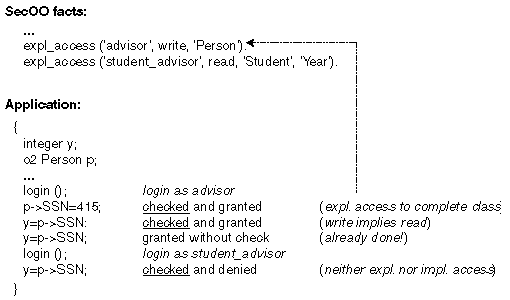 SecOO facts:
...
expl_access ('advisor', write, 'Person').
expl_access ('student_advisor', read, 'Student', 'Year').
Application:
{
integer y;
o2 Person p;
...
login (); login as advisor
p->SSN=415; checked and granted (expl. access to complete class)
y=p->SSN: checked and granted (write implies read)
y=p->SSN; granted without check (already done!)
login (); login as student_advisor
y=p->SSN; checked and denied (neither expl. nor impl. access)
}